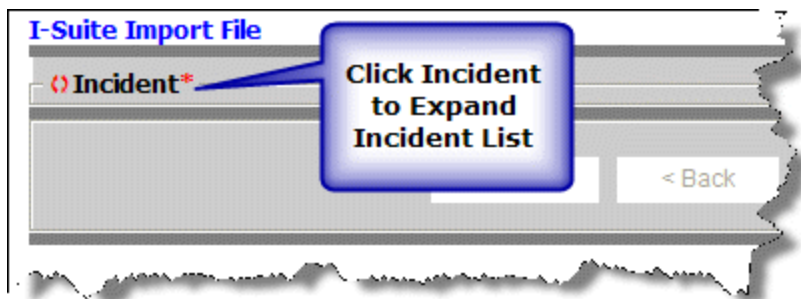 I-Suite Import File
Incident*
Click Incident
to Expand
Incident List
< Back